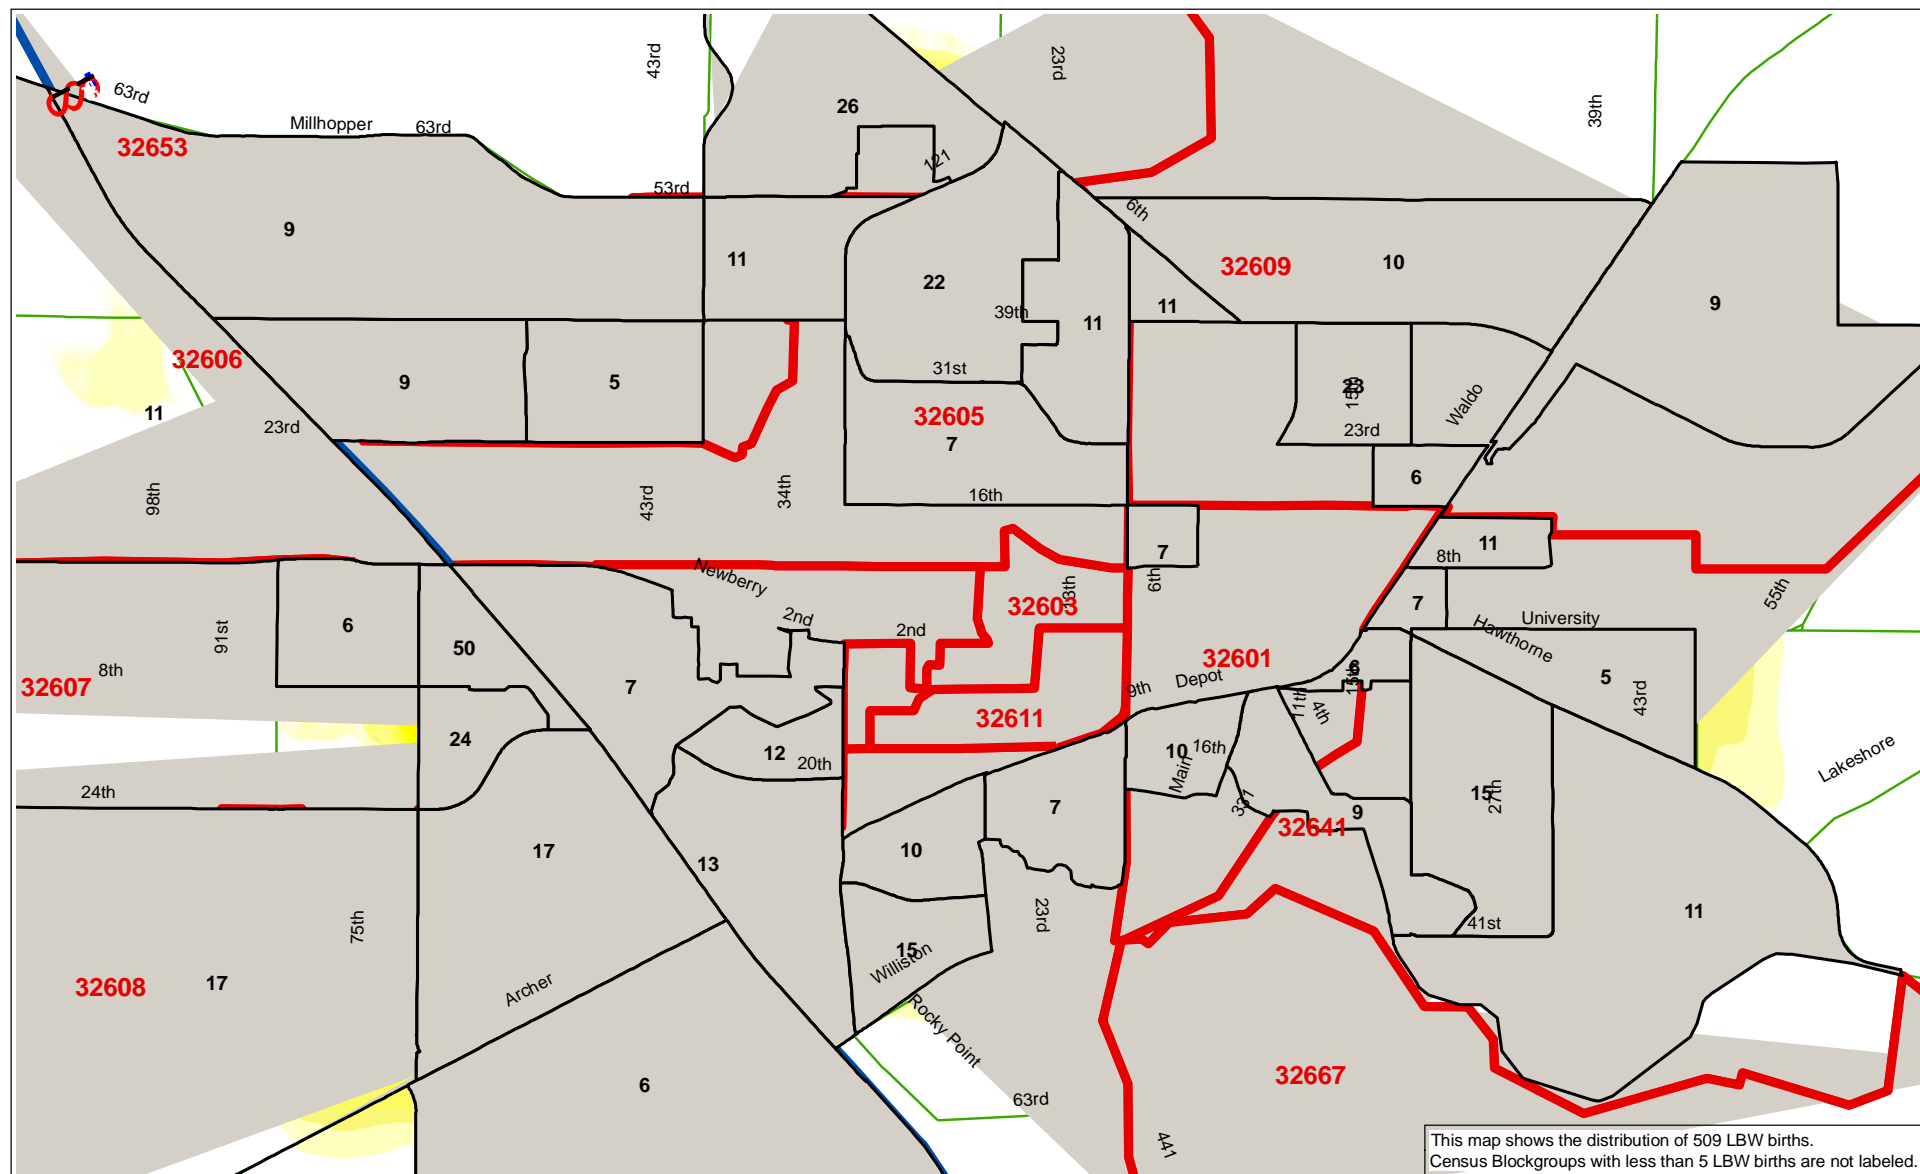 43rd
23rd
63rd
26
39th
Millhopper
63rd
32653
121
53rd
6th
9
11
32609
10
22
39th
11
11
9
32606
31st
9
5
23
15th
11
Waldo
32605
23rd
23rd
7
98th
43rd
34th
16th
6
7
11
8th
Newberry
13th
6th
55th
32603
7
2nd
2nd
University
91st
6
Hawthorne
50
32601
6
15th
8th
5
32607
7
9th
Depot
43rd
11th
4th
32611
24
12
20th
10
16th
Main
Lakeshore
24th
15
27th
331
7
9
32641
17
10
13
23rd
11
75th
41st
15
Williston
32608
17
Archer
Rocky Point
32667
6
63rd
441
This map shows the distribution of 509 LBW births.
Census Blockgroups with less than 5 LBW births are not labeled.